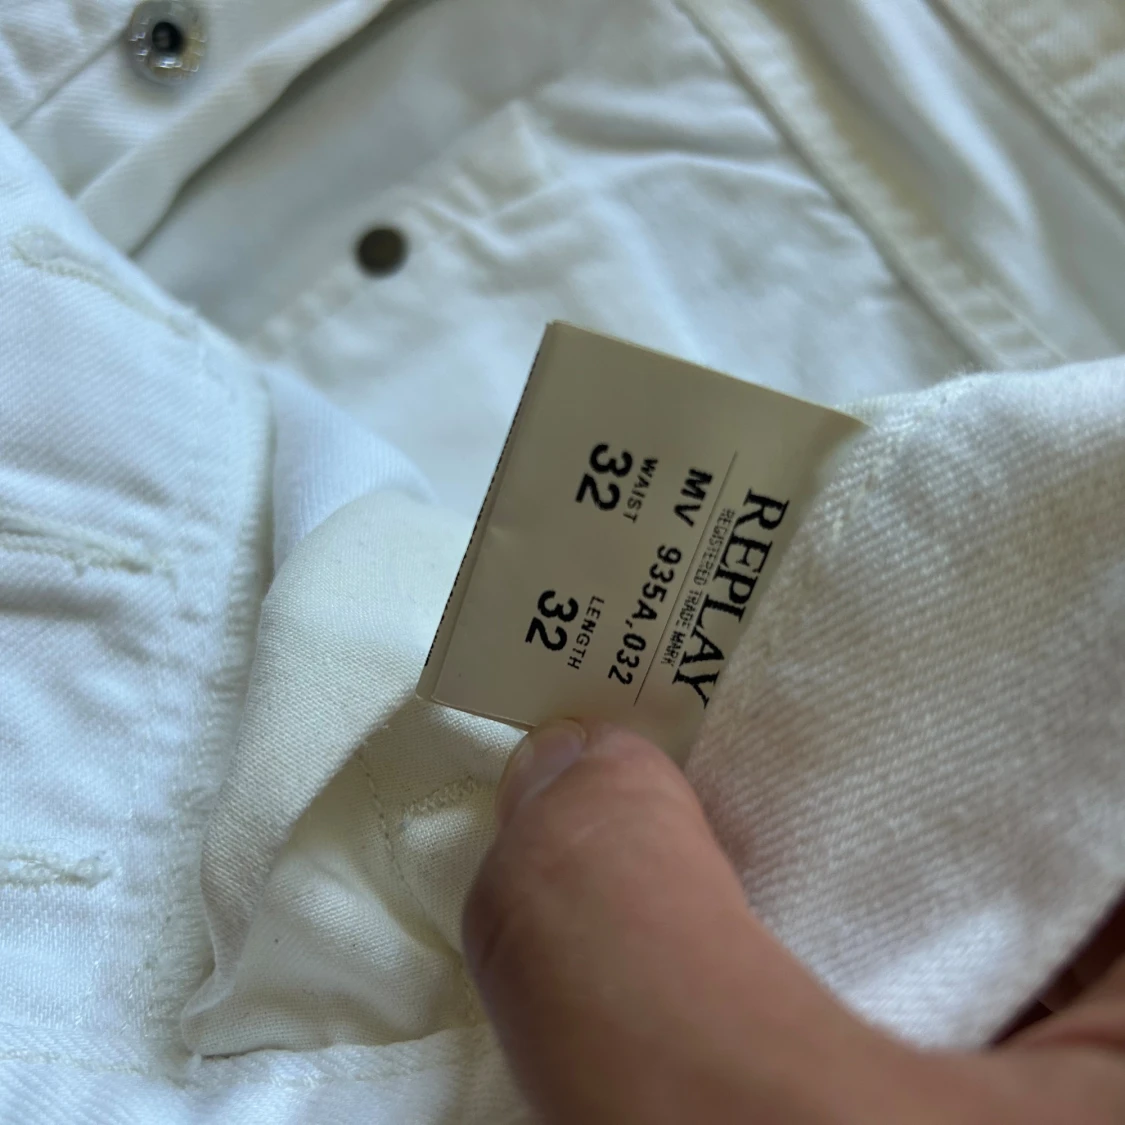 REPLAY
REGISTERED TRADE MARK
MV 935A,032
WAIST LENGTH
32 32